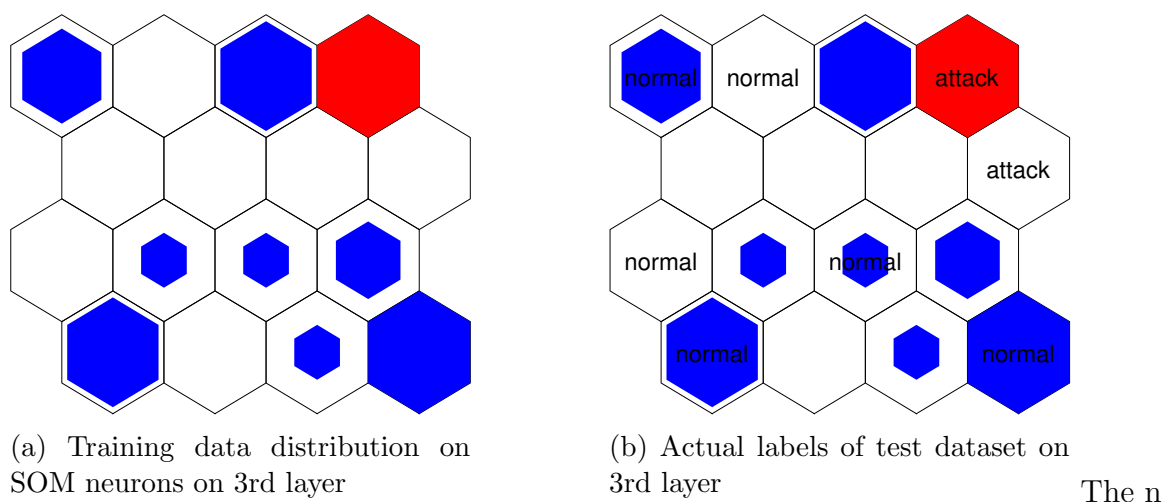 normal
normal
attack
attack
normal
normal
normal
normal
(a) Training data distribution on
SOM neurons on 3rd layer
(b) Actual labels of test dataset on
3rd layer
The n